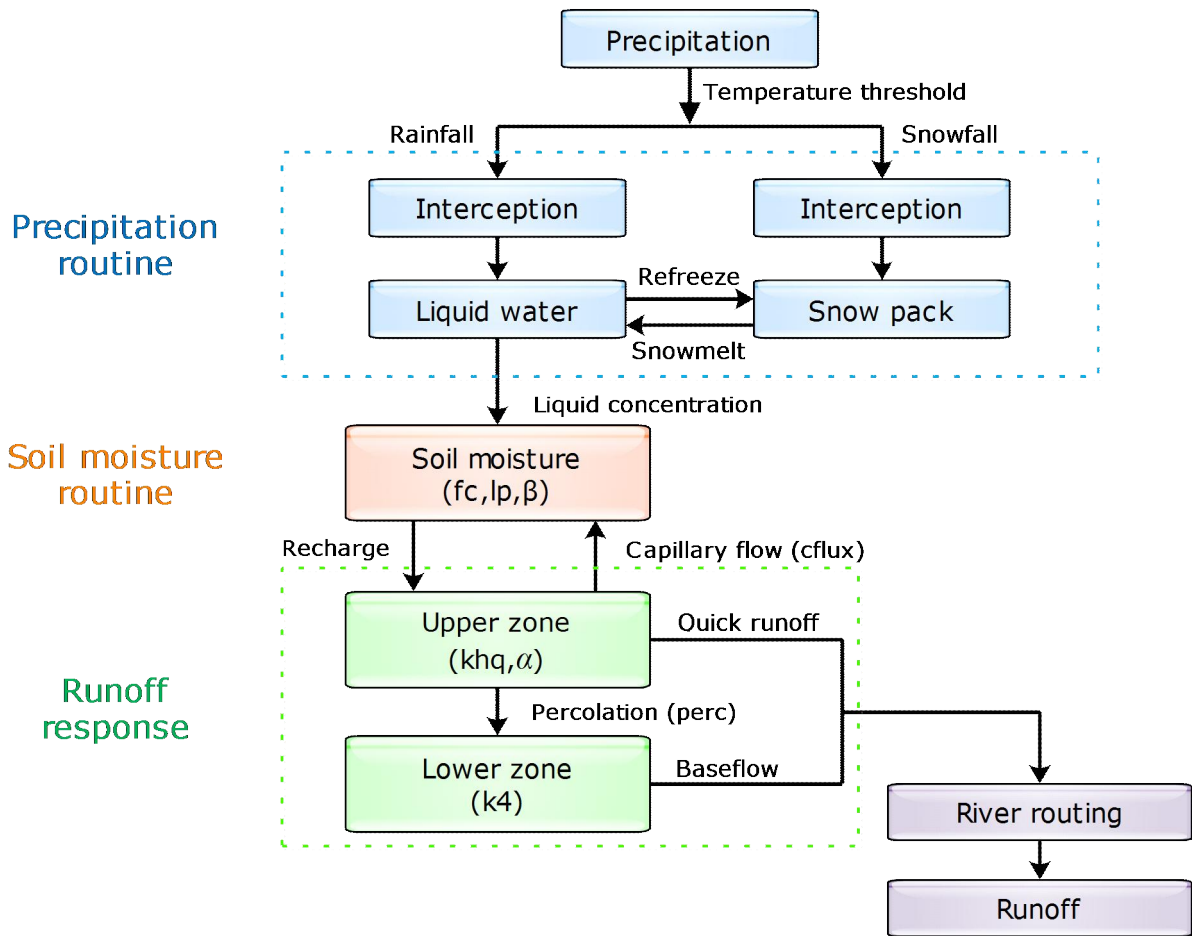 Precipitation
Temperature threshold
Rainfall
Snowfall
Precipitation
routine
Interception
Interception
Refreeze
Liquid water
Snow pack
Snowmelt
Liquid concentration
Soil moisture
routine
Soil moisture
(fc,lp,β)
Recharge
Capillary flow (cflux)
Runoff
response
Upper zone
(khq,α)
Quick runoff
Percolation (perc)
Lower zone
(k4)
Baseflow
River routing
Runoff